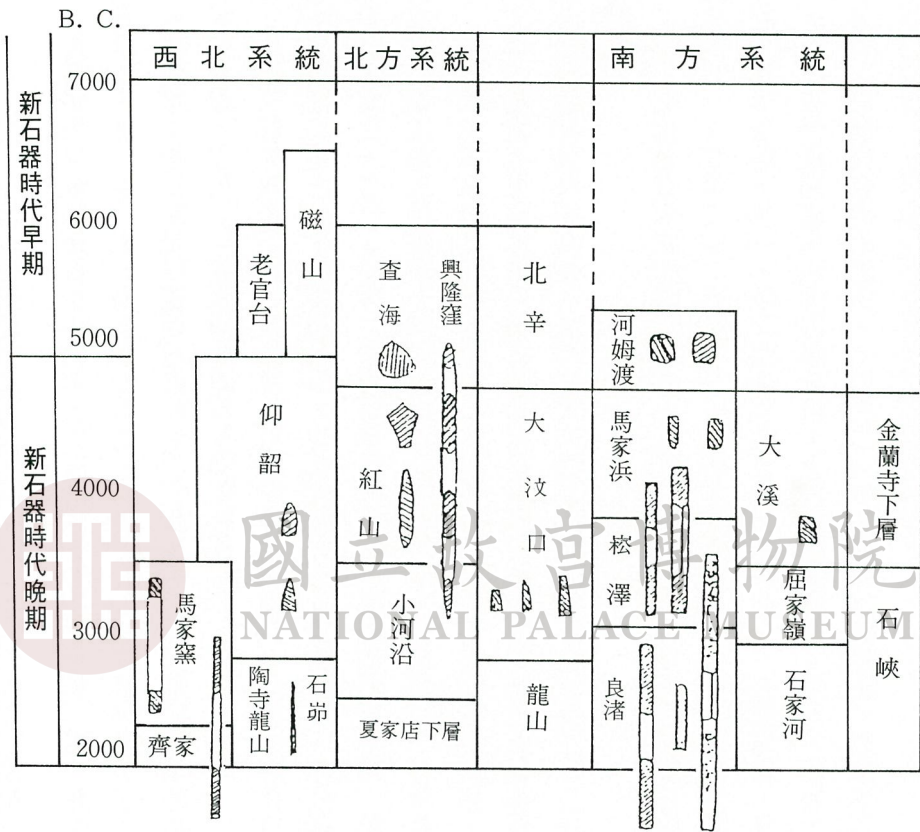 B. C.
西北系統
北方系統
南方系統
新石器時代早期
新石器時代晚期
7000
6000
5000
4000
3000
2000
磁山
老官台
仰韶
馬家窯
齊家
陶寺龍山
石峁
查海
興隆窪
紅山
小河沿
夏家店下層
北辛
大汶口
龍山
河姆渡
馬家浜
崧澤
良渚
大溪
屈家嶺
石家河
金蘭寺下層
石峽
國立故宮博物院
NATIONAL PALACE MUSEUM